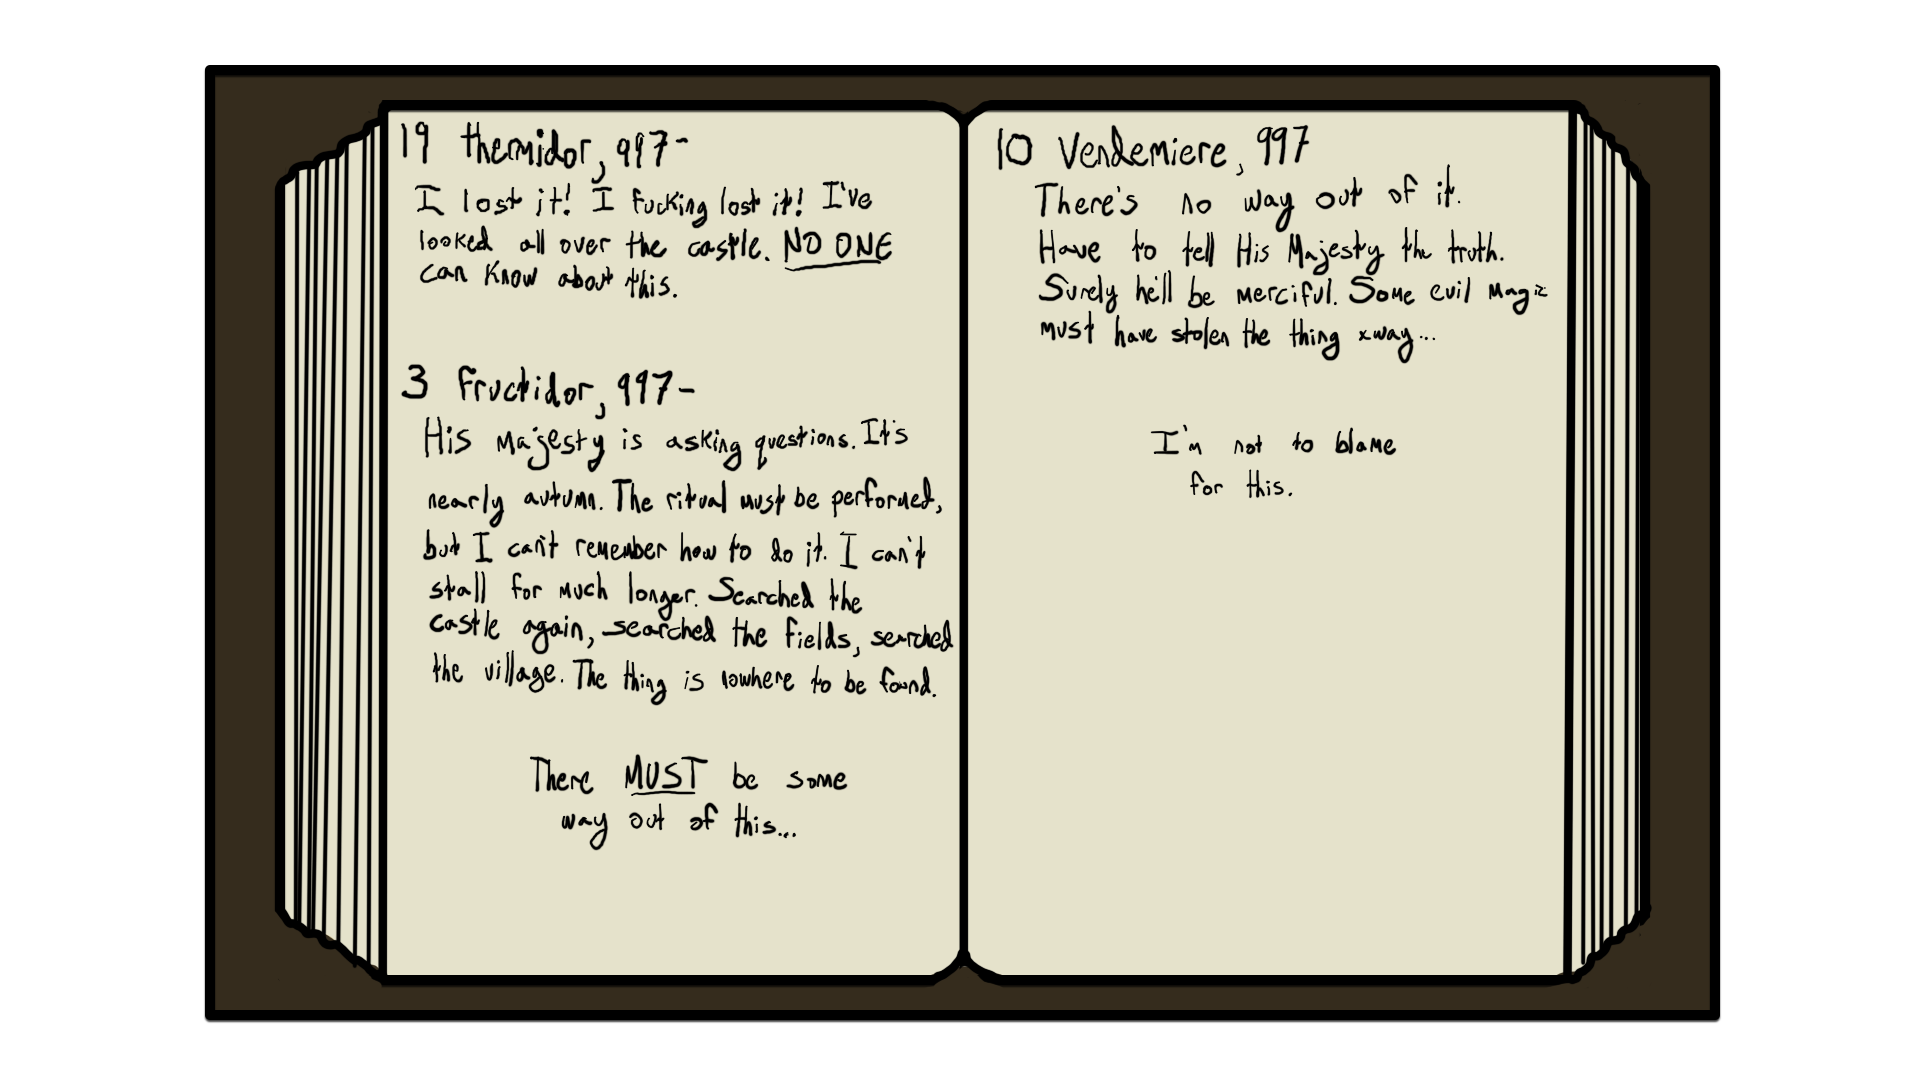 19 thermidor, 997-
I lost it! I fucking lost it! I've
looked all over the castle. NO ONE
can know about this.
3 fructidor, 997-
His Majesty is asking questions. It's
nearly autumn. The ritual must be performed,
but I can't remember how to do it. I can't
stall for much longer. Searched the
castle again, searched the fields, searched
the village. The thing is nowhere to be found.
There MUST be some
way out of this...
10 Vendemiere, 997
There's no way out of it.
Have to tell His Majesty the truth.
Surely he'll be merciful. Some evil magic
must have stolen the thing away...
I'm not to blame
for this.